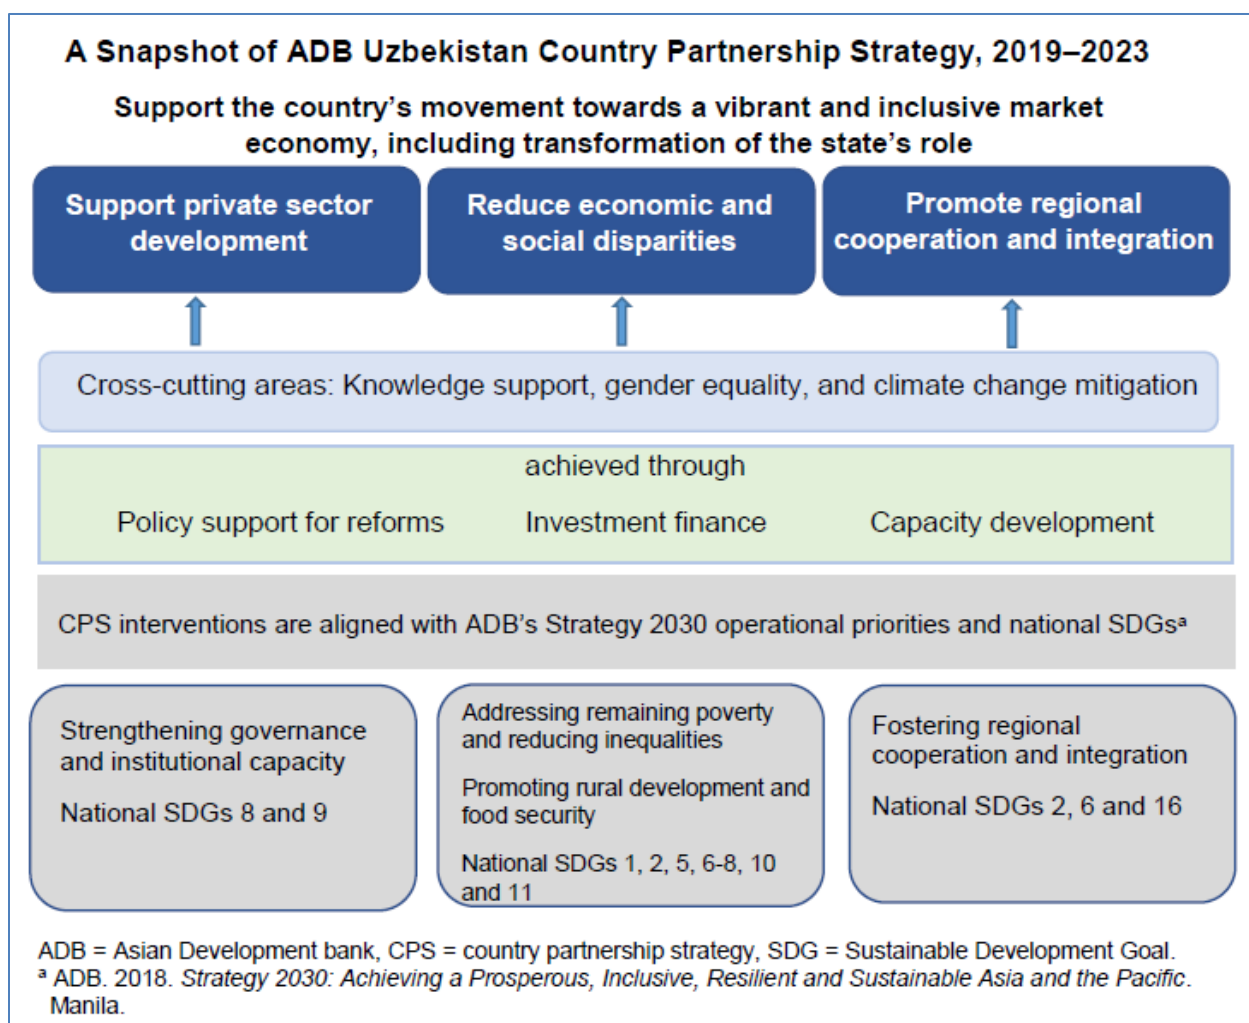 A Snapshot of ADB Uzbekistan Country Partnership Strategy, 2019–2023
Support the country’s movement towards a vibrant and inclusive market
economy, including transformation of the state’s role
Support private sector
development
Reduce economic and
social disparities
Promote regional
cooperation and integration
Cross-cutting areas: Knowledge support, gender equality, and climate change mitigation
achieved through
Policy support for reforms
Investment finance
Capacity development
CPS interventions are aligned with ADB’s Strategy 2030 operational priorities and national SDGsª
Strengthening governance
and institutional capacity
National SDGs 8 and 9
Addressing remaining poverty
and reducing inequalities
Promoting rural development and
food security
National SDGs 1, 2, 5, 6-8, 10
and 11
Fostering regional
cooperation and integration
National SDGs 2, 6 and 16
ADB = Asian Development bank, CPS = country partnership strategy, SDG = Sustainable Development Goal.
ª ADB. 2018. Strategy 2030: Achieving a Prosperous, Inclusive, Resilient and Sustainable Asia and the Pacific.
Manila.